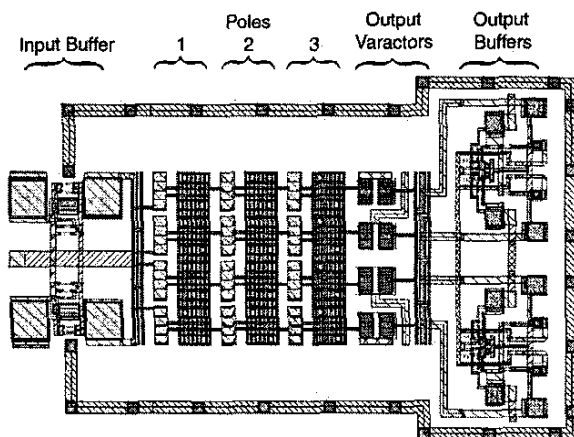 Poles
Output
Output
Input Buffer
1
2
3
Varactors
Buffers